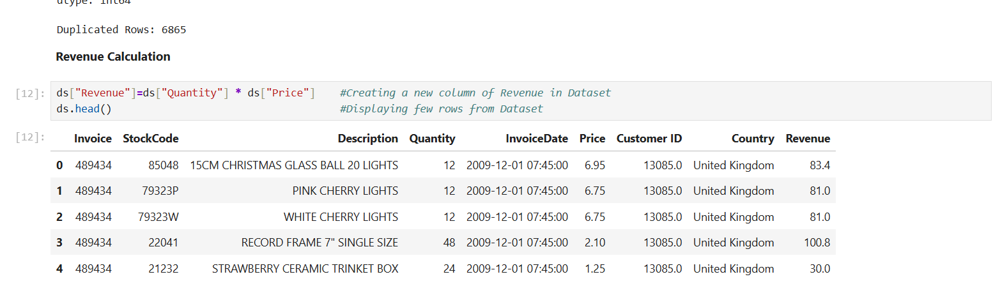 dtype: int64
Duplicated Rows: 6865
Revenue Calculation
[12]: ds["Revenue"]=ds["Quantity"] * ds["Price"] #Creating a new column of Revenue in Dataset
ds.head() #Displaying few rows from Dataset
[12]: Invoice StockCode Description Quantity InvoiceDate Price Customer ID Country Revenue
0 489434 85048 15CM CHRISTMAS GLASS BALL 20 LIGHTS 12 2009-12-01 07:45:00 6.95 13085.0 United Kingdom 83.4
1 489434 79323P PINK CHERRY LIGHTS 12 2009-12-01 07:45:00 6.75 13085.0 United Kingdom 81.0
2 489434 79323W WHITE CHERRY LIGHTS 12 2009-12-01 07:45:00 6.75 13085.0 United Kingdom 81.0
3 489434 22041 RECORD FRAME 7" SINGLE SIZE 48 2009-12-01 07:45:00 2.10 13085.0 United Kingdom 100.8
4 489434 21232 STRAWBERRY CERAMIC TRINKET BOX 24 2009-12-01 07:45:00 1.25 13085.0 United Kingdom 30.0